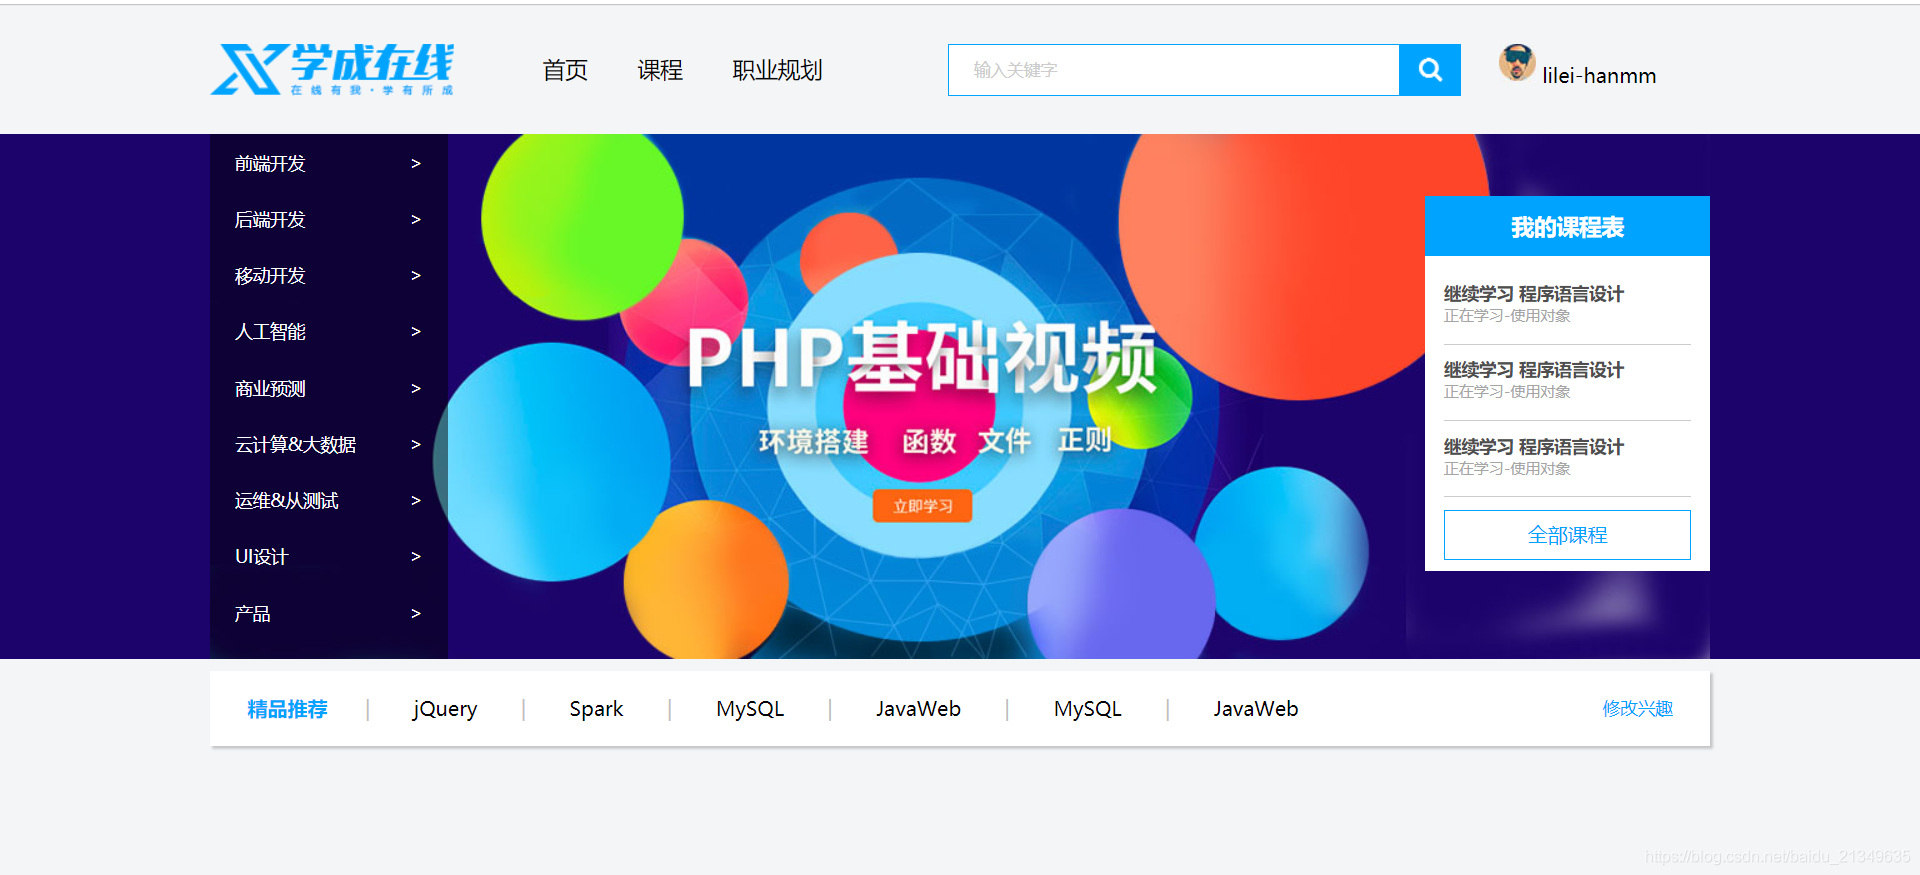 学成在线
在线有我·学有所成
首页 课程 职业规划
输入关键字
lilei-hanmm
前端开发 >
后端开发 >
移动开发 >
人工智能 >
商业预测 >
云计算&大数据 >
运维&从测试 >
UI设计 >
产品 >
PHP基础视频
环境搭建 函数 文件 正则
立即学习
我的课程表
继续学习 程序语言设计
正在学习-使用对象
继续学习 程序语言设计
正在学习-使用对象
继续学习 程序语言设计
正在学习-使用对象
全部课程
精品推荐 | jQuery | Spark | MySQL | JavaWeb | MySQL | JavaWeb 修改兴趣
https://blog.csdn.net/baidu_21349635